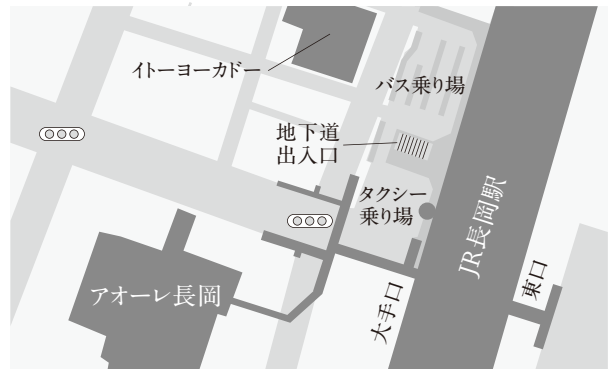 イトーヨーカドー
バス乗り場
地下道
出入口
タクシー
乗り場
JR長岡駅
東口
大手口
アオーレ長岡